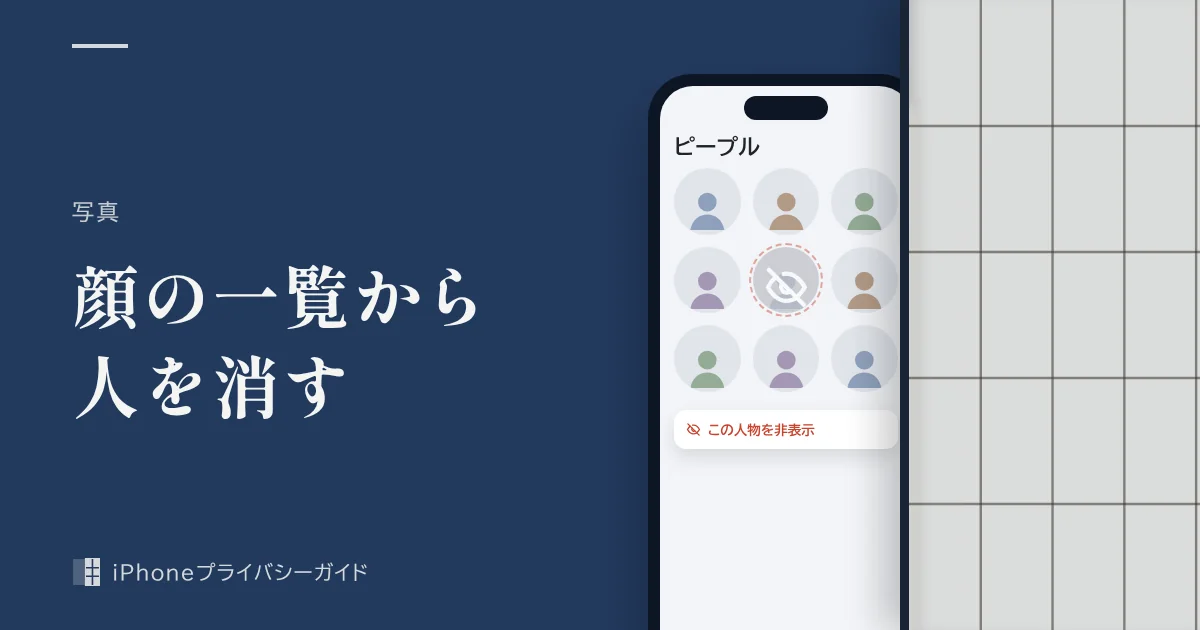 写真
顔の一覧から
人を消す
iPhoneプライバシーガイド
ピープル
この人物を非表示